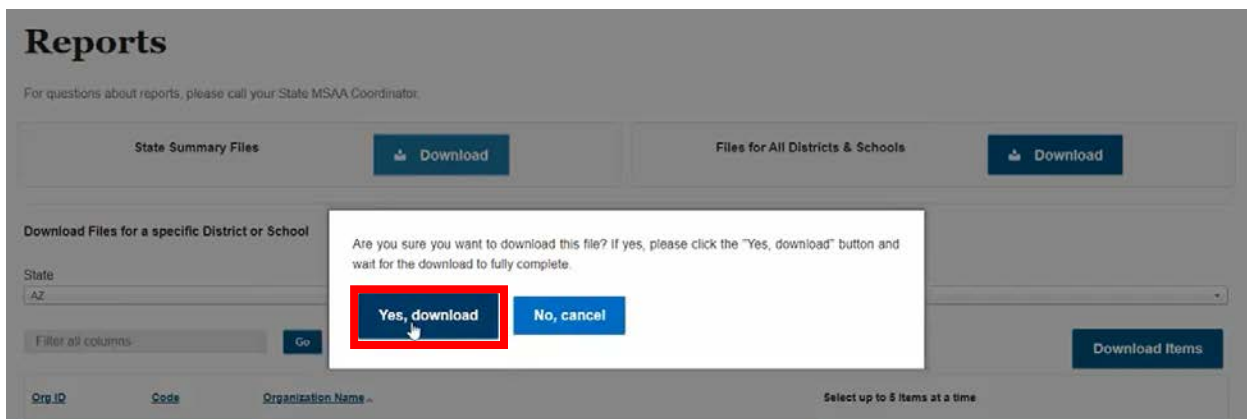 Reports
For questions about reports, please call your State MSAA Coordinator.
State Summary Files
Download
Files for All Districts & Schools
Download
Download Files for a specific District or School
Are you sure you want to download this file? If yes, please click the "Yes, download" button and
wait for the download to fully complete.
State
AZ
Yes, download
No, cancel
Filter all columns
Go
Download Items
Org ID
Code
Organization Name
Select up to 5 items at a time